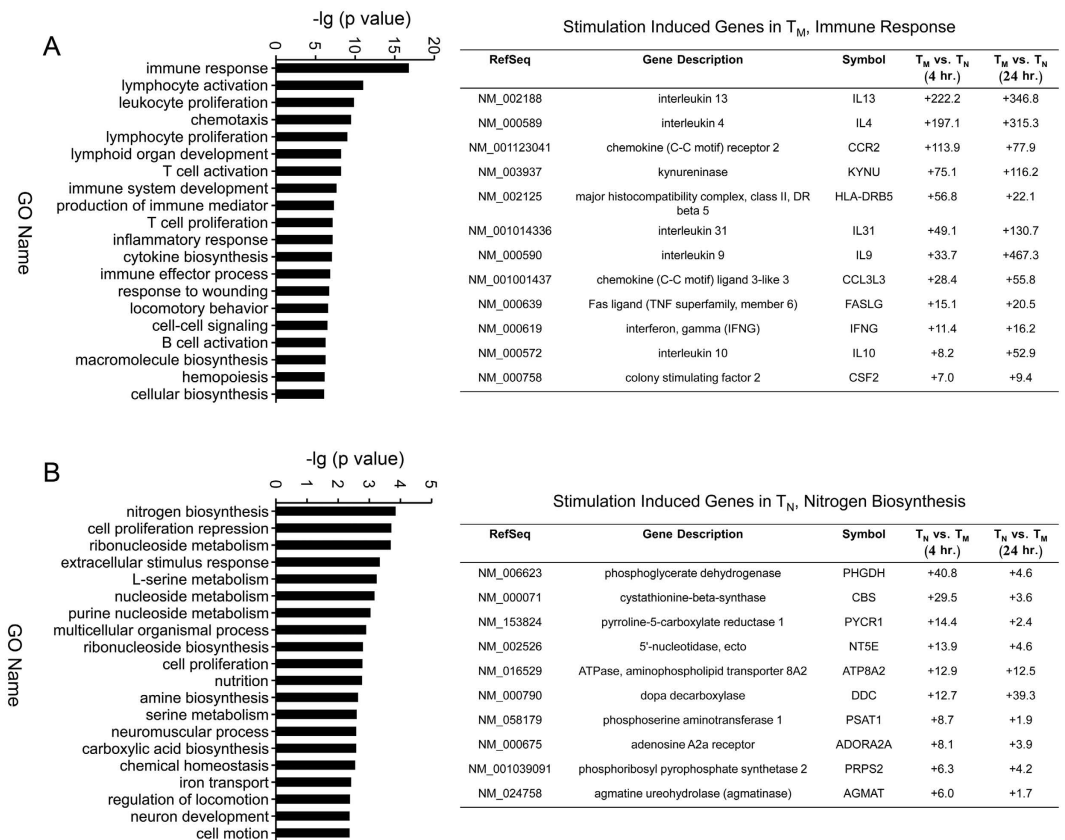 A
-lg (p value)
0 5 10 15 20
GO Name
immune response
lymphocyte activation
leukocyte proliferation
chemotaxis
lymphocyte proliferation
lymphoid organ development
T cell activation
immune system development
production of immune mediator
T cell proliferation
inflammatory response
cytokine biosynthesis
immune effector process
response to wounding
locomotory behavior
cell-cell signaling
B cell activation
macromolecule biosynthesis
hemopoiesis
cellular biosynthesis
Stimulation Induced Genes in TM, Immune Response
RefSeq Gene Description Symbol TM vs. TN (4 hr.) TM vs. TN (24 hr.)
NM_002188 interleukin 13 IL13 +222.2 +346.8
NM_000589 interleukin 4 IL4 +197.1 +315.3
NM_001123041 chemokine (C-C motif) receptor 2 CCR2 +113.9 +77.9
NM_003937 kynureninase KYNU +75.1 +116.2
NM_002125 major histocompatibility complex, class II, DR beta 5 HLA-DRB5 +56.8 +22.1
NM_001014336 interleukin 31 IL31 +49.1 +130.7
NM_000590 interleukin 9 IL9 +33.7 +467.3
NM_001001437 chemokine (C-C motif) ligand 3-like 3 CCL3L3 +28.4 +55.8
NM_000639 Fas ligand (TNF superfamily, member 6) FASLG +15.1 +20.5
NM_000619 interferon, gamma (IFNG) IFNG +11.4 +16.2
NM_000572 interleukin 10 IL10 +8.2 +52.9
NM_000758 colony stimulating factor 2 CSF2 +7.0 +9.4
B
-lg (p value)
0 1 2 3 4 5
GO Name
nitrogen biosynthesis
cell proliferation repression
ribonucleoside metabolism
extracellular stimulus response
L-serine metabolism
nucleoside metabolism
purine nucleoside metabolism
multicellular organismal process
ribonucleoside biosynthesis
cell proliferation
nutrition
amine biosynthesis
serine metabolism
neuromuscular process
carboxylic acid biosynthesis
chemical homeostasis
iron transport
regulation of locomotion
neuron development
cell motion
Stimulation Induced Genes in TN, Nitrogen Biosynthesis
RefSeq Gene Description Symbol TN vs. TM (4 hr.) TN vs. TM (24 hr.)
NM_006623 phosphoglycerate dehydrogenase PHGDH +40.8 +4.6
NM_000071 cystathionine-beta-synthase CBS +29.5 +3.6
NM_153824 pyrroline-5-carboxylate reductase 1 PYCR1 +14.4 +2.4
NM_002526 5'-nucleotidase, ecto NT5E +13.9 +4.6
NM_016529 ATPase, aminophospholipid transporter 8A2 ATP8A2 +12.9 +12.5
NM_000790 dopa decarboxylase DDC +12.7 +39.3
NM_058179 phosphoserine aminotransferase 1 PSAT1 +8.7 +1.9
NM_000675 adenosine A2a receptor ADORA2A +8.1 +3.9
NM_001039091 phosphoribosyl pyrophosphate synthetase 2 PRPS2 +6.3 +4.2
NM_024758 agmatine ureohydrolase (agmatinase) AGMAT +6.0 +1.7